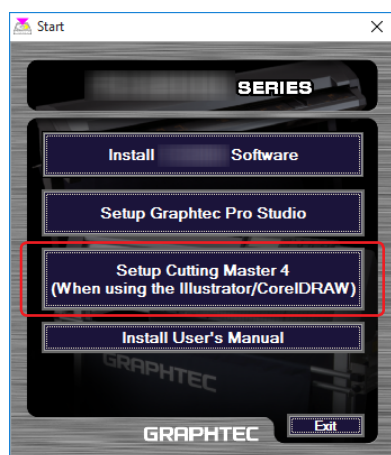 Start
SERIES
Install Software
Setup Graphtec Pro Studio
Setup Cutting Master 4
(When using the Illustrator/CorelDRAW)
Install User's Manual
GRAPHTEC
GRAPHTEC
Exit